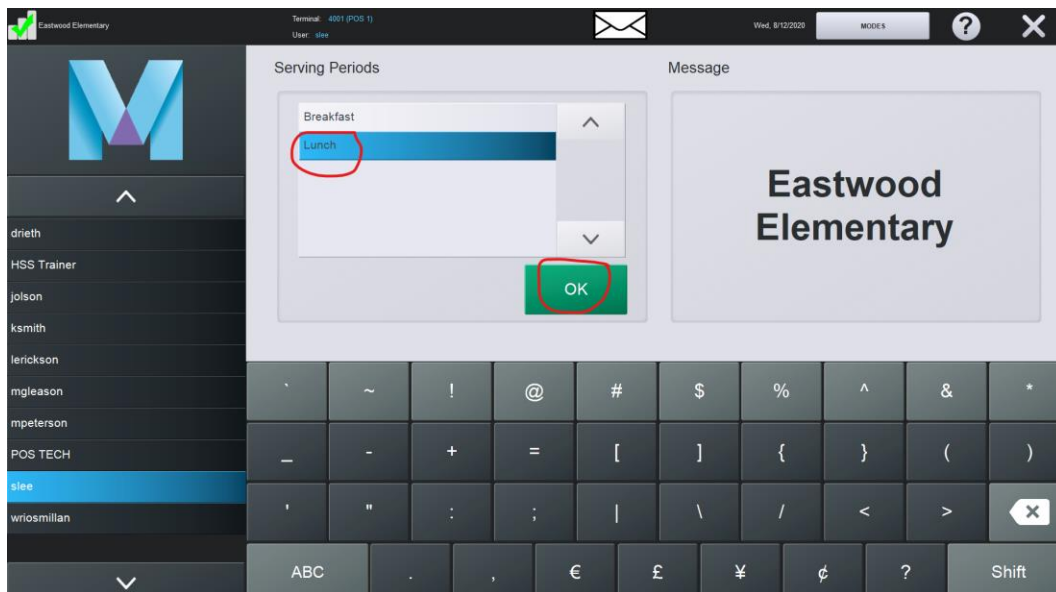 Eastwood Elementary
Terminal: 4001 (POS 1)
User: slee
Wed, 8/12/2020
MODES
?
Serving Periods
Message
Breakfast
Lunch
OK
Eastwood
Elementary
drieth
HSS Trainer
jolson
ksmith
lerickson
mgleason
mpeterson
POS TECH
slee
wriosmillan
` ~ ! @ # $ % ^ & *
_ - + = [ ] { } ( )
' " : ; | \ / < >
ABC . , € £ ¥ ¢ ? Shift